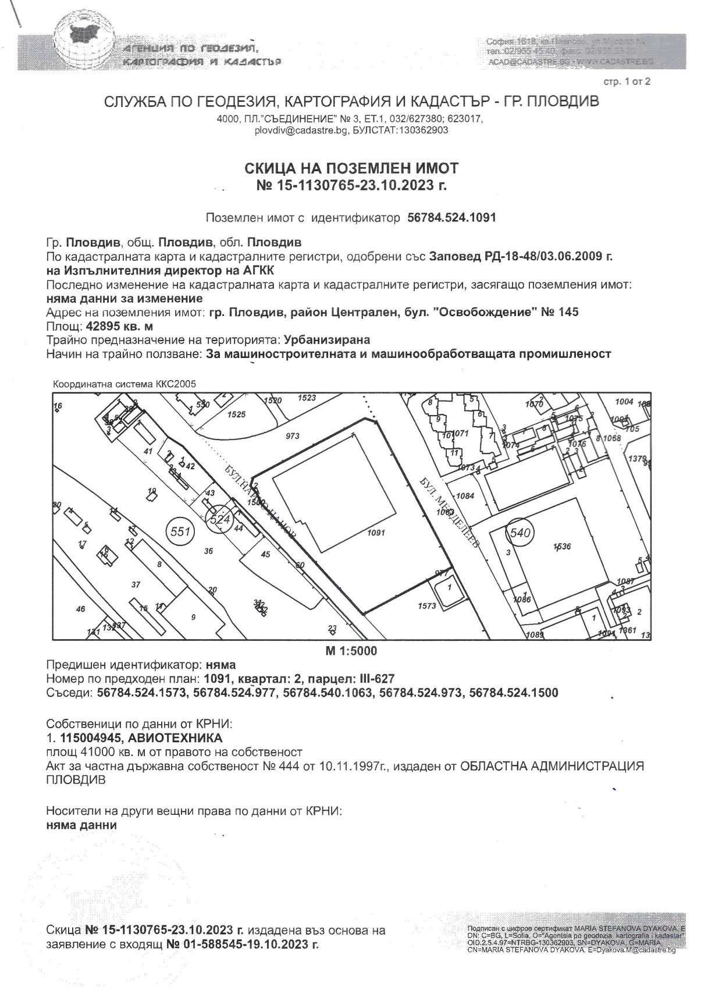 АГЕНЦИЯ ПО ГЕОДЕЗИЯ,
КАРТОГРАФИЯ И КАДАСТЪР
София 1618, кв. Павлово, ул.
тел.:02/955 45 40, факс: 02/955 53 33
ACAD@CADASTRE.BG • WWW.CADASTRE.BG
стр. 1 от 2
СЛУЖБА ПО ГЕОДЕЗИЯ, КАРТОГРАФИЯ И КАДАСТЪР - ГР. ПЛОВДИВ
4000, ПЛ."СЪЕДИНЕНИЕ" № 3, ЕТ.1, 032/627380; 623017,
plovdiv@cadastre.bg, БУЛСТАТ:130362903
СКИЦА НА ПОЗЕМЛЕН ИМОТ
№ 15-1130765-23.10.2023 г.
Поземлен имот с идентификатор 56784.524.1091
Гр. Пловдив, общ. Пловдив, обл. Пловдив
По кадастралната карта и кадастралните регистри, одобрени със Заповед РД-18-48/03.06.2009 г.
на Изпълнителния директор на АГКК
Последно изменение на кадастралната карта и кадастралните регистри, засягащо поземления имот:
няма данни за изменение
Адрес на поземления имот: гр. Пловдив, район Централен, бул. "Освобождение" № 145
Площ: 42895 кв. м
Трайно предназначение на територията: Урбанизирана
Начин на трайно ползване: За машиностроителната и машинообработващата промишленост
Координатна система ККС2005
16
550
1520
1523
1525
973
41
42
43
524
44
45
60
551
36
37
46
БУЛ. МЕНДЕЛЕЕВ
1091
977
1573
1071
1070
1075
1076
1074
1073
1084
1063
540
1536
1086
1089
1087
1093
1361
1004
1068
1379
М 1:5000
Предишен идентификатор: няма
Номер по предходен план: 1091, квартал: 2, парцел: III-627
Съседи: 56784.524.1573, 56784.524.977, 56784.540.1063, 56784.524.973, 56784.524.1500
Собственици по данни от КРНИ:
1. 115004945, АВИОТЕХНИКА
площ 41000 кв. м от правото на собственост
Акт за частна държавна собственост № 444 от 10.11.1997г., издаден от ОБЛАСТНА АДМИНИСТРАЦИЯ
ПЛОВДИВ
Носители на други вещни права по данни от КРНИ:
няма данни
Скица № 15-1130765-23.10.2023 г. издадена въз основа на
заявление с входящ № 01-588545-19.10.2023 г.
Подписан с цифров сертификат MARIA STEFANOVA DYAKOVA, E
DN: C=BG, L=Sofia, O="Agentsia po geodezia, kartografia i kadastar"
OID.2.5.4.97=NTRBG-130362903, SN=DYAKOVA, G=MARIA,
CN=MARIA STEFANOVA DYAKOVA, E=Dyakova.M@cadastre.bg